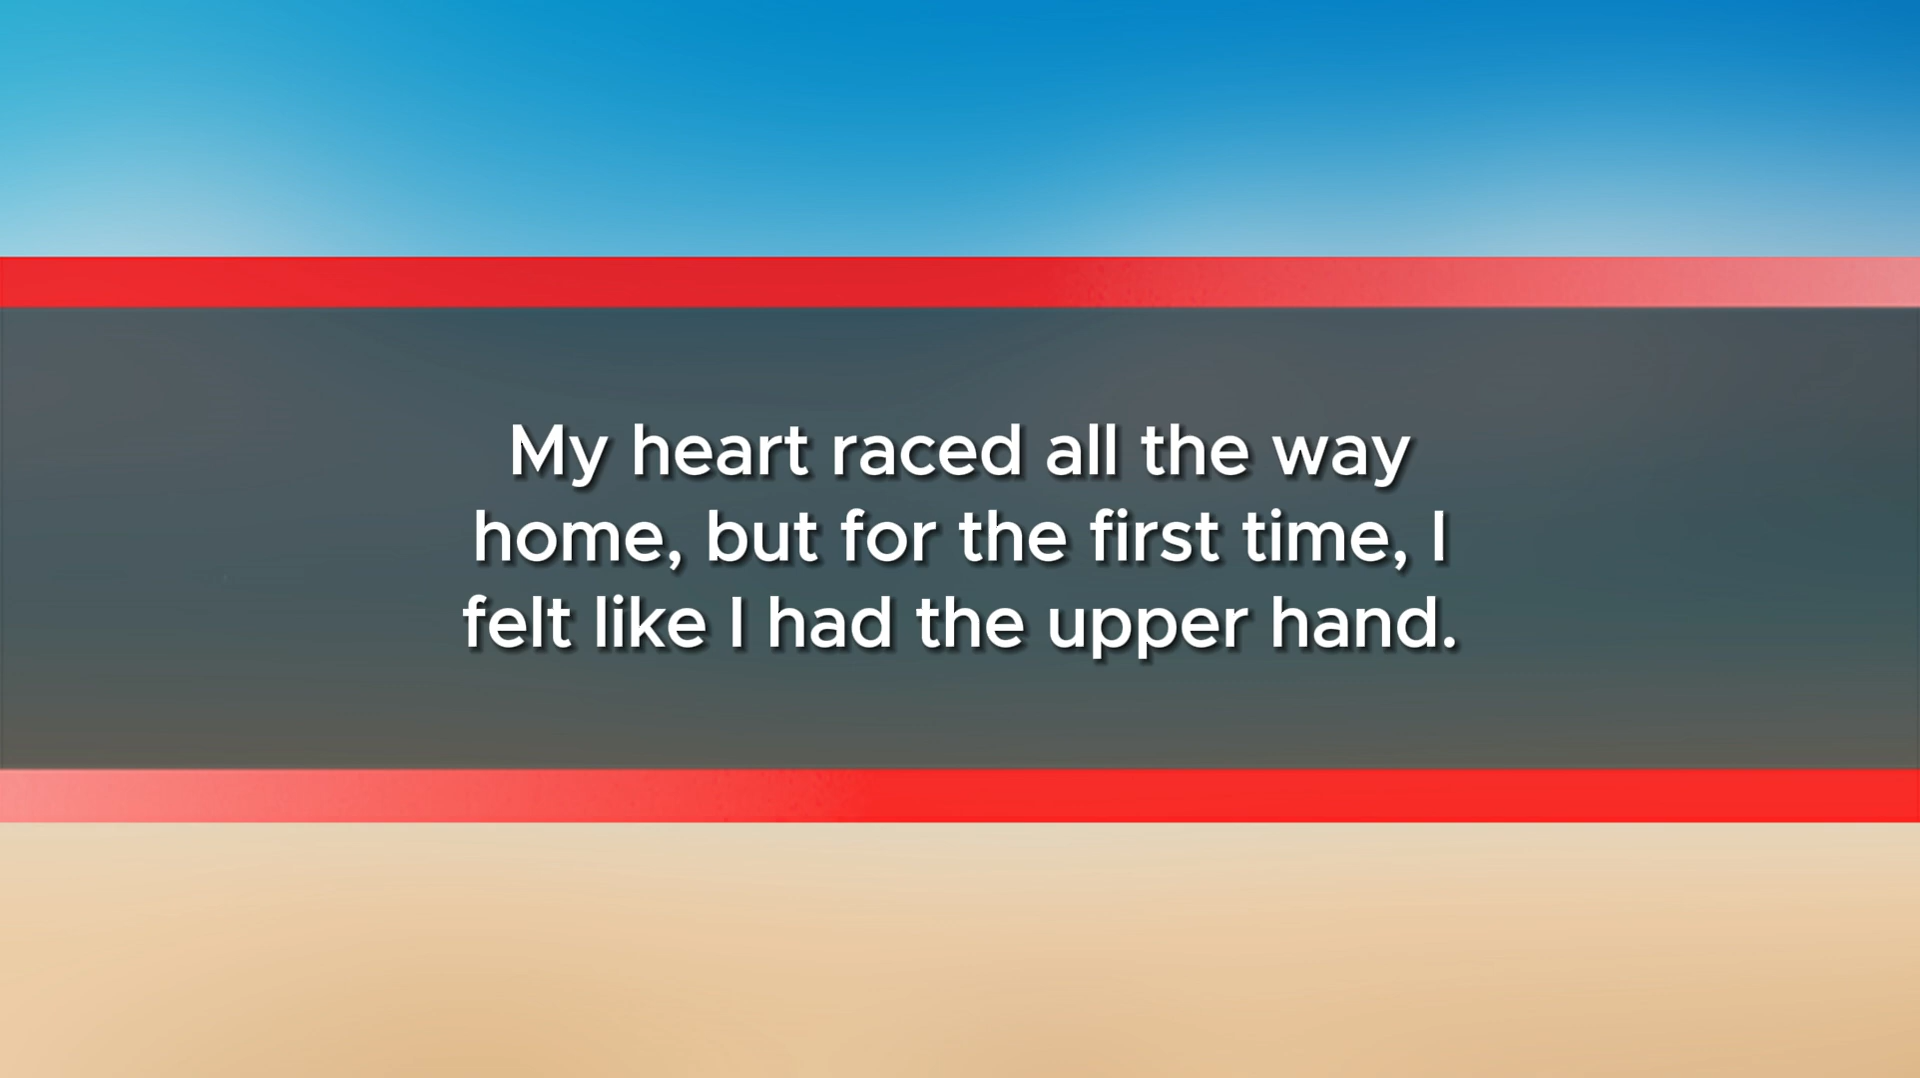 My heart raced all the way
home, but for the first time, I
felt like I had the upper hand.